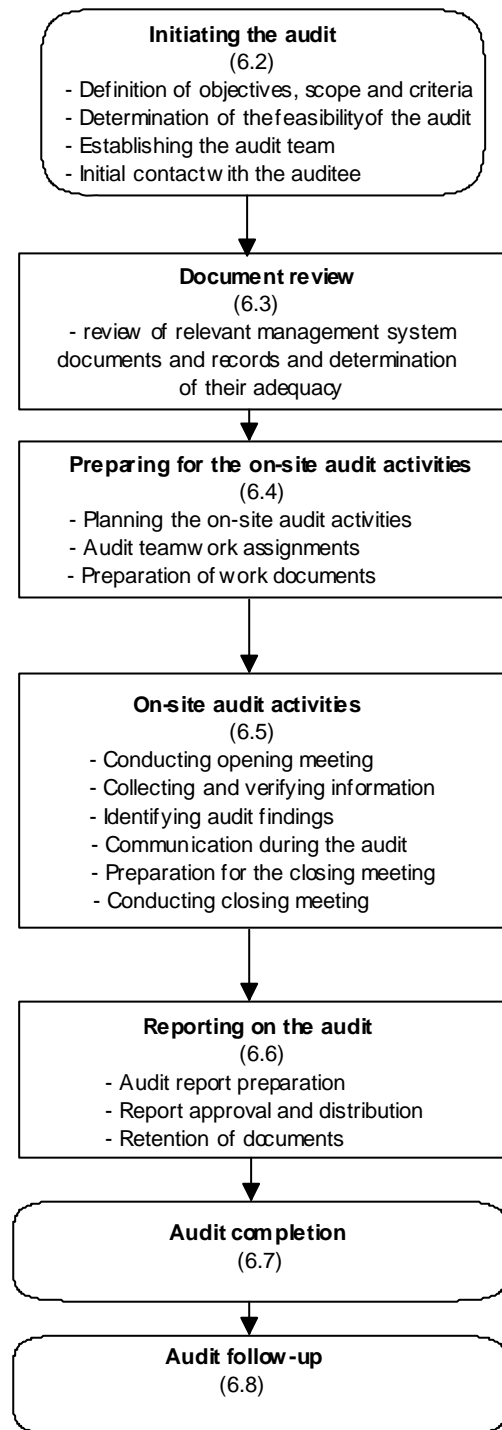 Initiating the audit
(6.2)
- Definition of objectives, scope and criteria
- Determination of the feasibility of the audit
- Establishing the audit team
- Initial contact with the auditee
Document review
(6.3)
- review of relevant management system
documents and records and determination
of their adequacy
Preparing for the on-site audit activities
(6.4)
- Planning the on-site audit activities
- Audit team work assignments
- Preparation of work documents
On-site audit activities
(6.5)
- Conducting opening meeting
- Collecting and verifying information
- Identifying audit findings
- Communication during the audit
- Preparation for the closing meeting
- Conducting closing meeting
Reporting on the audit
(6.6)
- Audit report preparation
- Report approval and distribution
- Retention of documents
Audit completion
(6.7)
Audit follow-up
(6.8)